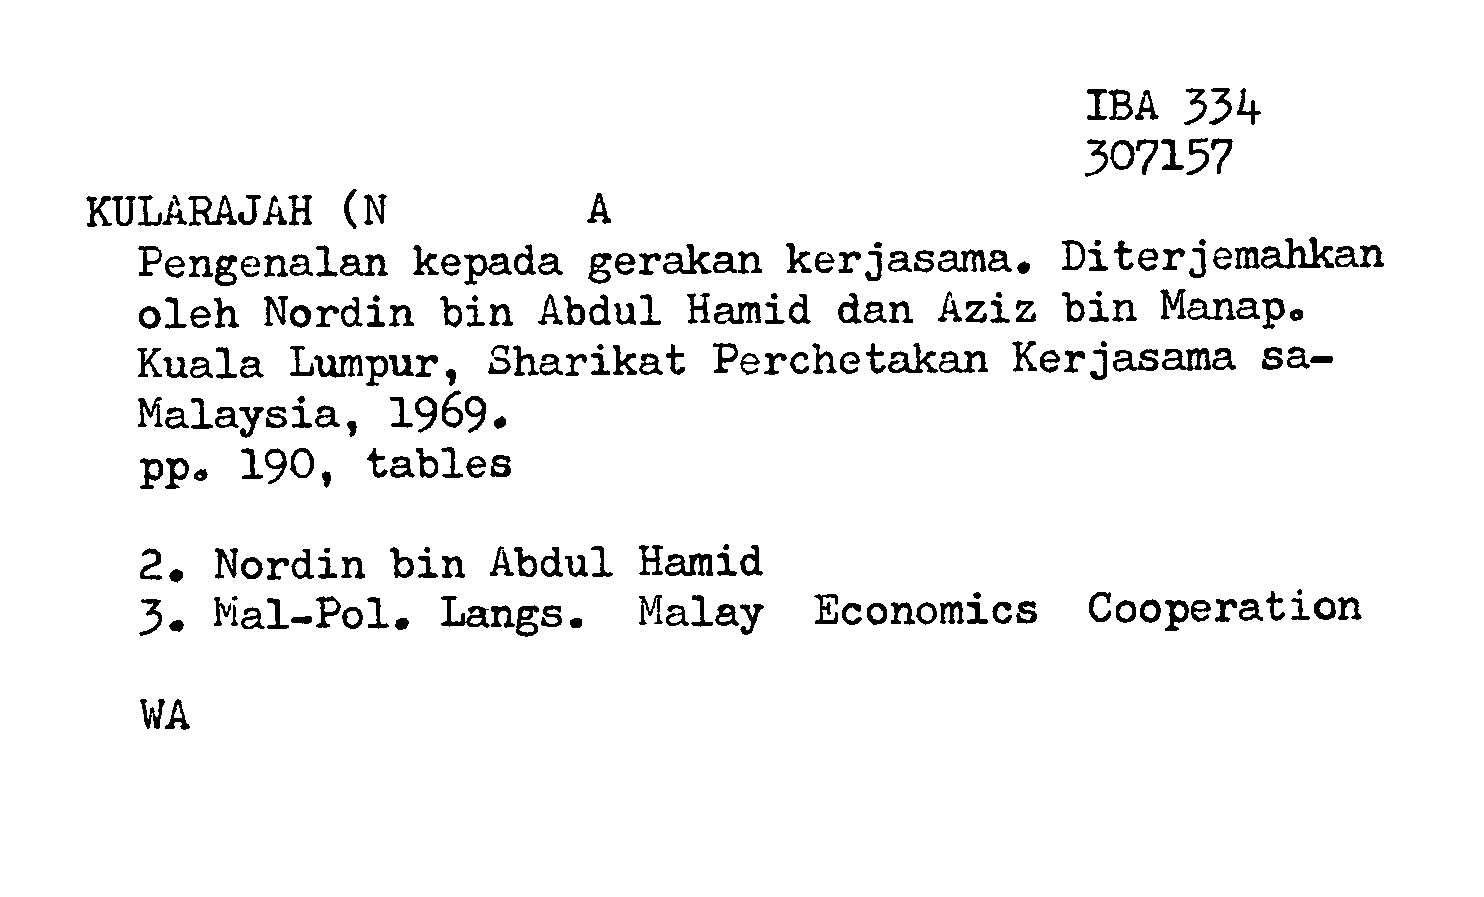 IBA 334
307157
KULARAJAH (N A
Pengenalan kepada gerakan kerjasama. Diterjemahkan
oleh Nordin bin Abdul Hamid dan Aziz bin Manap.
Kuala Lumpur, Sharikat Perchetakan Kerjasama sa-
Malaysia, 1969.
pp. 190, tables
2. Nordin bin Abdul Hamid
3. Mal-Pol. Langs. Malay Economics Cooperation
WA